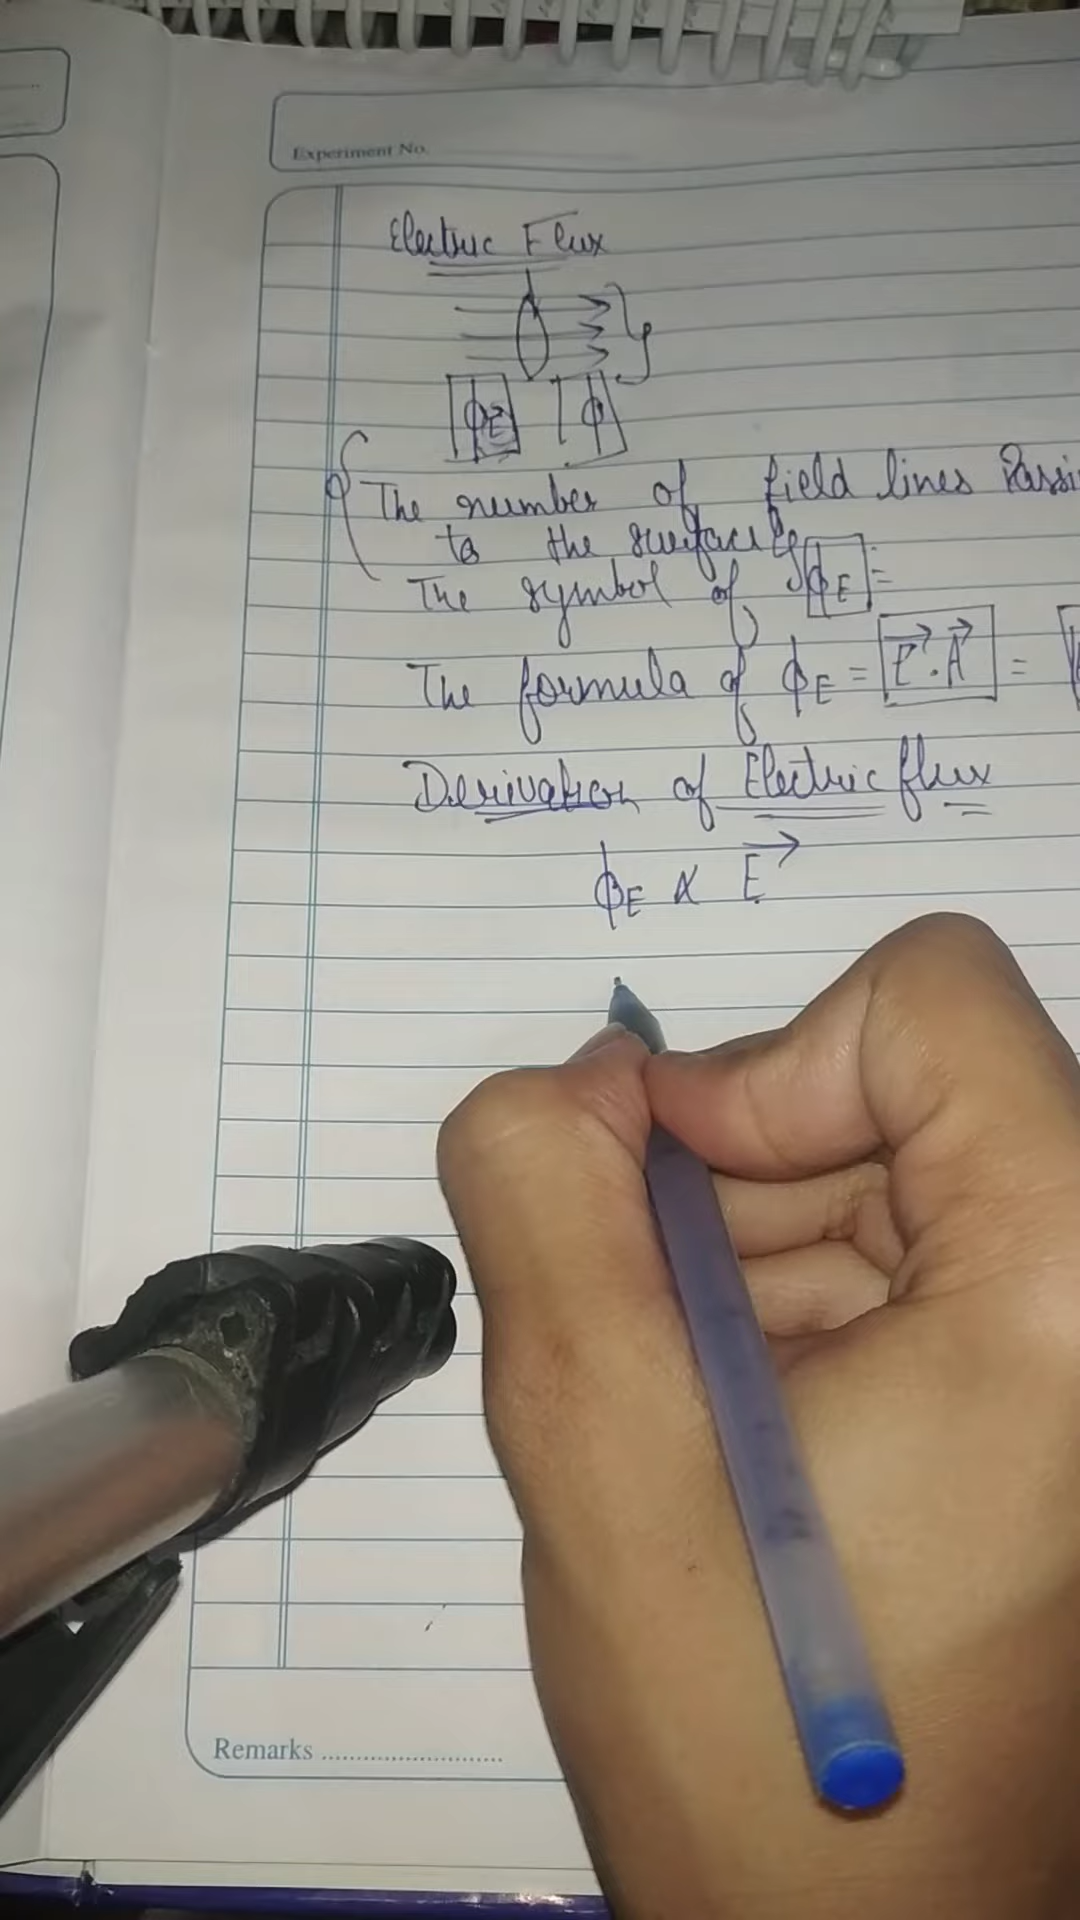 Experiment No.
Electric Flux
ϕE ϕ
The number of field lines Passi
to the surface
The symbol of ϕE =
The formula of ϕE = E⃗ . A⃗ =
Derivation of Electric flux
ϕE ∝ E⃗
Remarks